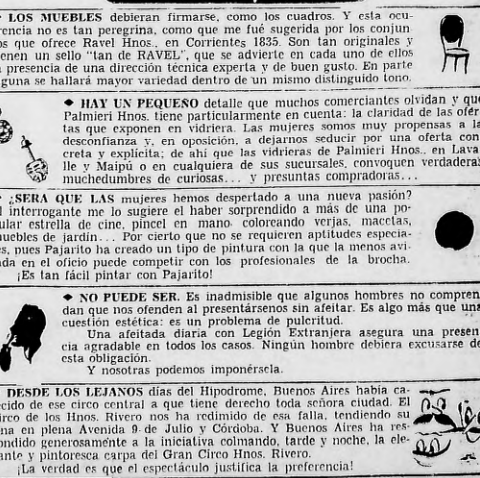 LOS MUEBLES debieran firmarse, como los cuadros. Y esta ocu-
rencia no es tan peregrina, como que me fué sugerida por los conjun
os que ofrece Ravel Hnos., en Corrientes 1835. Son tan originales y
ienen un sello "tan de RAVEL", que se advierte en cada uno de ellos
a presencia de una dirección técnica experta y de buen gusto. En parte
guna se hallará mayor variedad dentro de un mismo distinguido tono.
◆ HAY UN PEQUEÑO detalle que muchos comerciantes olvidan y que
Palmieri Hnos. tiene particularmente en cuenta: la claridad de las ofer
tas que exponen en vidriera. Las mujeres somos muy propensas a la
desconfianza y, en oposición, a dejarnos seducir por una oferta con
creta y explícita; de ahí que las vidrieras de Palmieri Hnos., en Lava
lle y Maipú o en cualquiera de sus sucursales, convoquen verdadera
muchedumbres de curiosas... y presuntas compradoras...
¿SERA QUE LAS mujeres hemos despertado a una nueva pasión?
l interrogante me lo sugiere el haber sorprendido a más de una po-
ular estrella de cine, pincel en mano, coloreando verjas, macetas,
uebles de jardín... Por cierto que no se requieren aptitudes especia-
es, pues Pajarito ha creado un tipo de pintura con la que la menos avi-
ada en el oficio puede competir con los profesionales de la brocha.
¡Es tan fácil pintar con Pajarito!
◆ NO PUEDE SER. Es inadmisible que algunos hombres no compren
dan que nos ofenden al presentársenos sin afeitar. Es algo más que una
cuestión estética: es un problema de pulcritud.
Una afeitada diaria con Legión Extranjera asegura una presen
cia agradable en todos los casos. Ningún hombre debiera excusarse de
esta obligación.
Y nosotras podemos imponérsela.
DESDE LOS LEJANOS días del Hipodrome, Buenos Aires había ca-
ecido de ese circo central a que tiene derecho toda señora ciudad. El
irco de los Hnos. Rivero nos ha redimido de esa falla, tendiendo su
na en plena Avenida 9 de Julio y Córdoba. Y Buenos Aires ha res-
ondido generosamente a la iniciativa colmando, tarde y noche, la ele-
ante y pintoresca carpa del Gran Circo Hnos. Rivero.
¡La verdad es que el espectáculo justifica la preferencia!